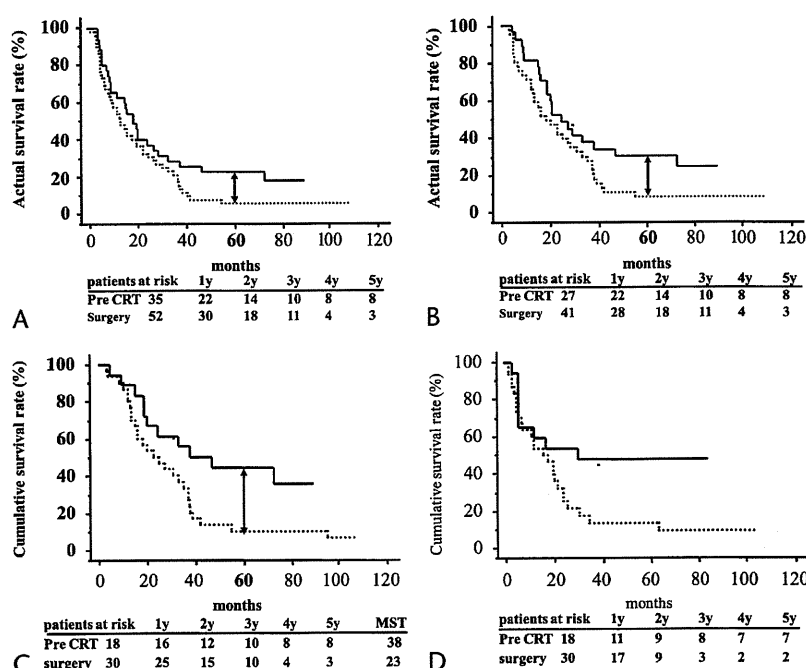 Actual survival rate (%)
100
80
60
40
20
0
0 20 40 60 80 100 120
months
patients at risk 1y 2y 3y 4y 5y
Pre CRT 35 22 14 10 8 8
Surgery 52 30 18 11 4 3
A
Actual survival rate (%)
100
80
60
40
20
0
0 20 40 60 80 100 120
months
patients at risk 1y 2y 3y 4y 5y
Pre CRT 27 22 14 10 8 8
Surgery 41 28 18 11 4 3
B
Cumulative survival rate (%)
100
80
60
40
20
0
0 20 40 60 80 100 120
months
patients at risk 1y 2y 3y 4y 5y MST
Pre CRT 18 16 12 10 8 8 38
surgery 30 25 15 10 4 3 23
C
Cumulative survival rate (%)
100
80
60
40
20
0
0 20 40 60 80 100 120
months
patients at risk 1y 2y 3y 4y 5y
Pre CRT 18 11 9 8 7 7
surgery 30 17 9 3 2 2
D